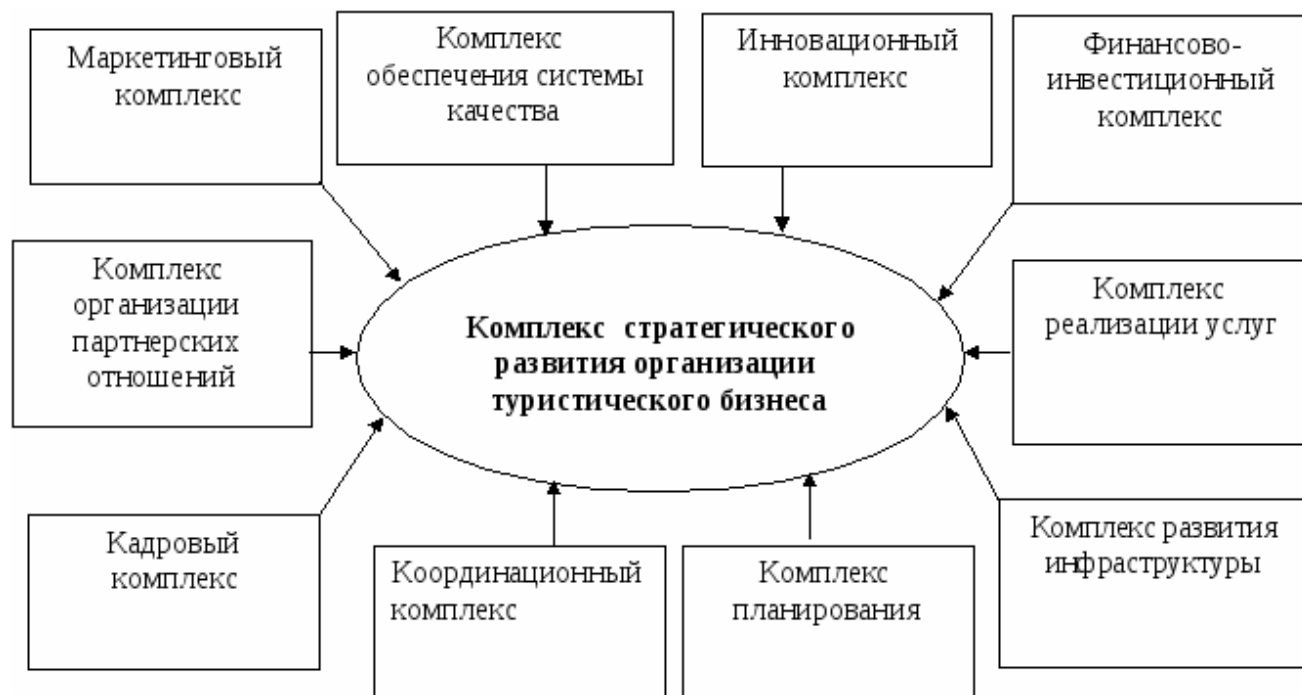 Маркетинговый
комплекс
Комплекс
обеспечения системы
качества
Инновационный
комплекс
Финансово-
инвестиционный
комплекс
Комплекс
организации
партнерских
отношений
Комплекс стратегического
развития организации
туристического бизнеса
Комплекс
реализации услуг
Кадровый
комплекс
Координационный
комплекс
Комплекс
планирования
Комплекс развития
инфраструктуры